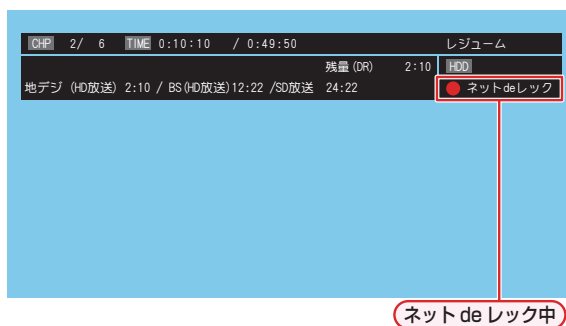 CHP 2/ 6 TIME 0:10:10 / 0:49:50 レジューム
残量(DR) 2:10 HDD
地デジ (HD放送) 2:10 / BS(HD放送)12:22 /SD放送 24:22 ネットdeレック
ネット de レック中